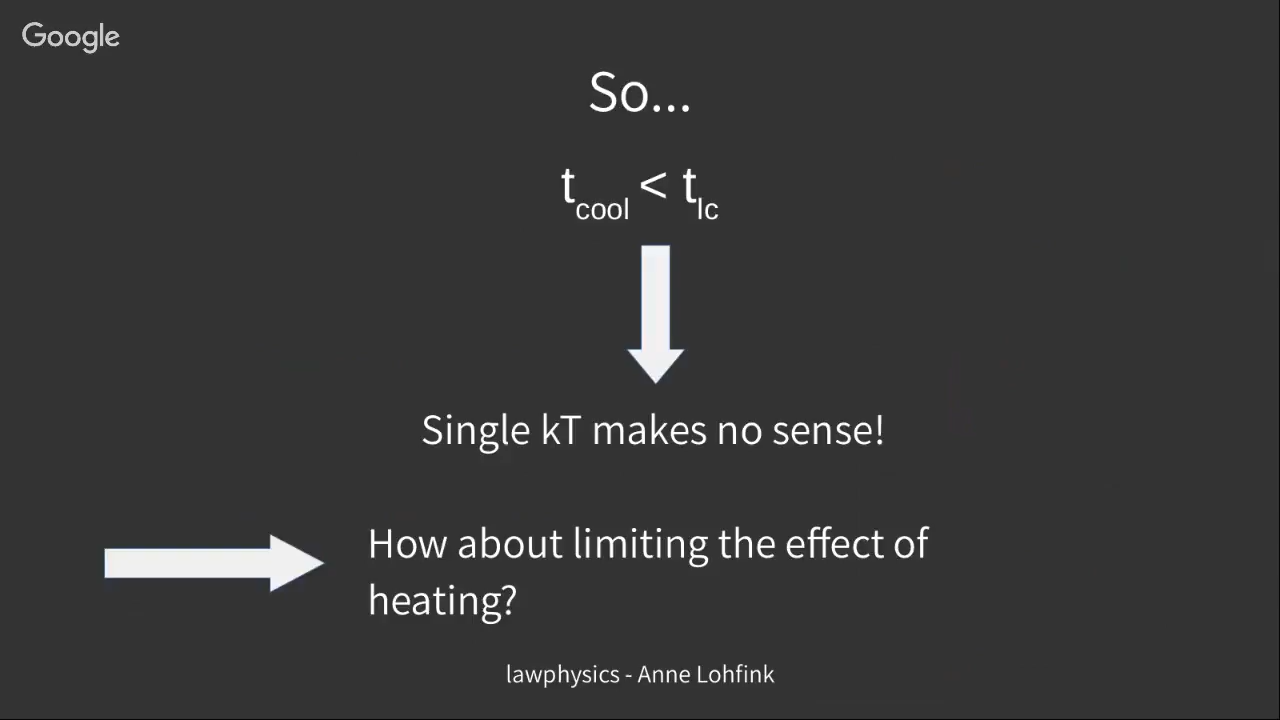 Google
So...
t_cool < t_lc
Single kT makes no sense!
How about limiting the effect of
heating?
lawphysics - Anne Lohfink